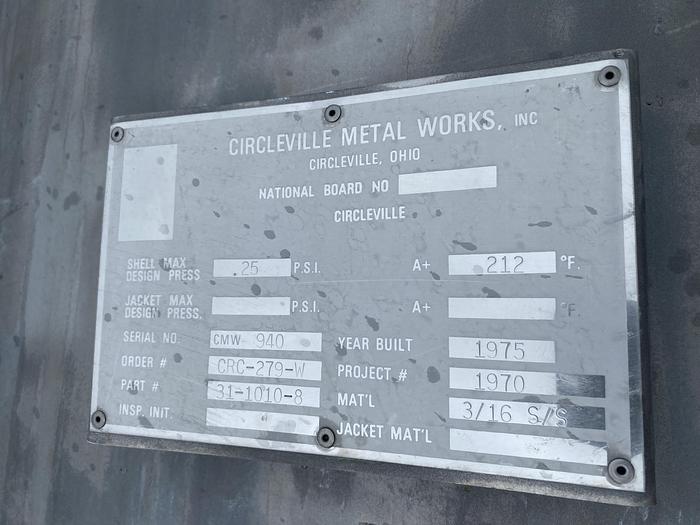 CIRCLEVILLE METAL WORKS, INC
CIRCLEVILLE, OHIO
NATIONAL BOARD NO
CIRCLEVILLE
SHELL MAX DESIGN PRESS .25 P.S.I. A+ 212 °F.
JACKET MAX DESIGN PRESS. P.S.I. A+ °F.
SERIAL NO. CMW- 940 YEAR BUILT 1975
ORDER # CRC-279-W PROJECT # 1970
PART # 31-1010-8 MAT'L 3/16 S/S
INSP. INIT. JACKET MAT'L